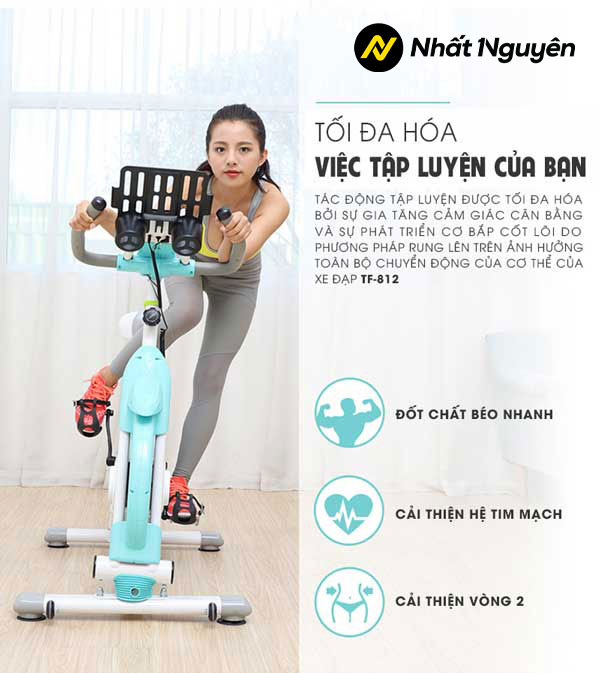 Nhất 1Nguyên
TỐI ĐA HÓA
VIỆC TẬP LUYỆN CỦA BẠN
TÁC ĐỘNG TẬP LUYỆN ĐƯỢC TỐI ĐA HÓA
BỞI SỰ GIA TĂNG CẢM GIÁC CÂN BẰNG
VÀ SỰ PHÁT TRIỂN CƠ BẮP CỐT LÕI DO
PHƯƠNG PHÁP RUNG LÊN TRÊN ẢNH HƯỞNG
TOÀN BỘ CHUYỂN ĐỘNG CỦA CƠ THỂ CỦA
XE ĐẠP TF-812
ĐỐT CHẤT BÉO NHANH
CẢI THIỆN HỆ TIM MẠCH
CẢI THIỆN VÒNG 2